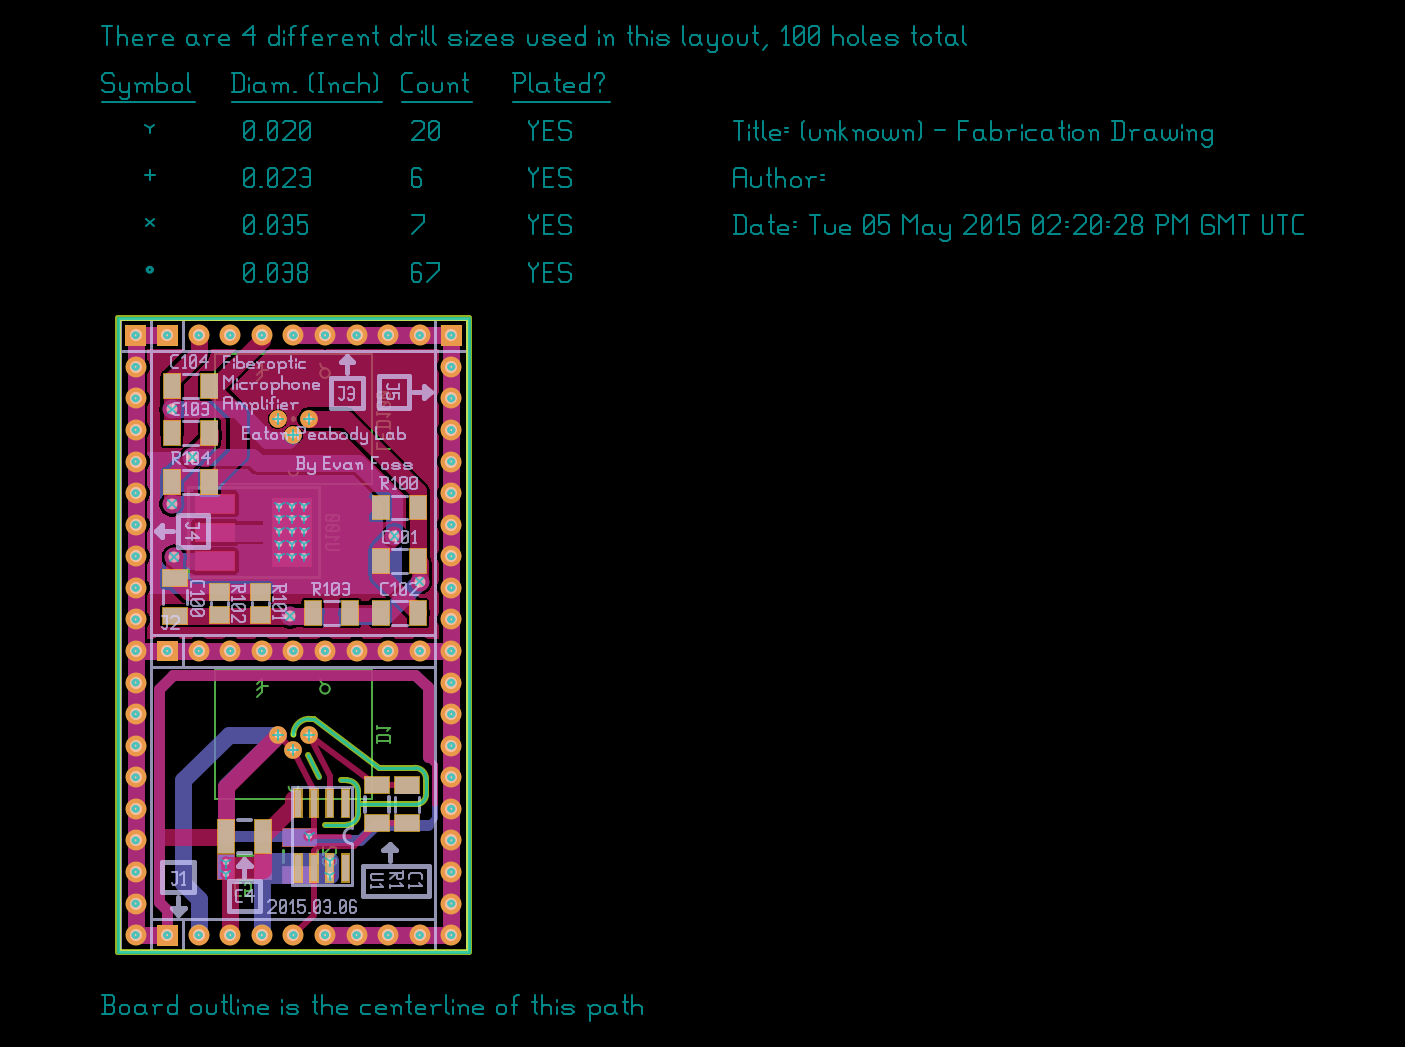 There are 4 different drill sizes used in this layout, 100 holes total
Symbol Diam. (Inch) Count Plated?
0.020 20 YES
Title: (unknown) - Fabrication Drawing
0.023 6 YES
Author:
0.035 7 YES
Date: Tue 05 May 2015 02:20:28 PM GMT UTC
0.038 67 YES
C104
Fiberoptic
Microphone
Amplifier
J3
J5
C103
Eaton-Peabody Lab
R104
By Evan Foss
R100
J4
U100
C101
C100
R102
R101
R103
C102
J2
D1
J1
E4
U1
R1
C1
2015.03.06
Board outline is the centerline of this path